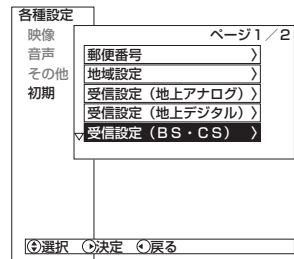 各種設定
映像
音声
その他
初期
ページ1／2
郵便番号 〉
地域設定 〉
受信設定（地上アナログ）〉
受信設定（地上デジタル）〉
▽受信設定（ＢＳ・ＣＳ） 〉
選択 決定 戻る